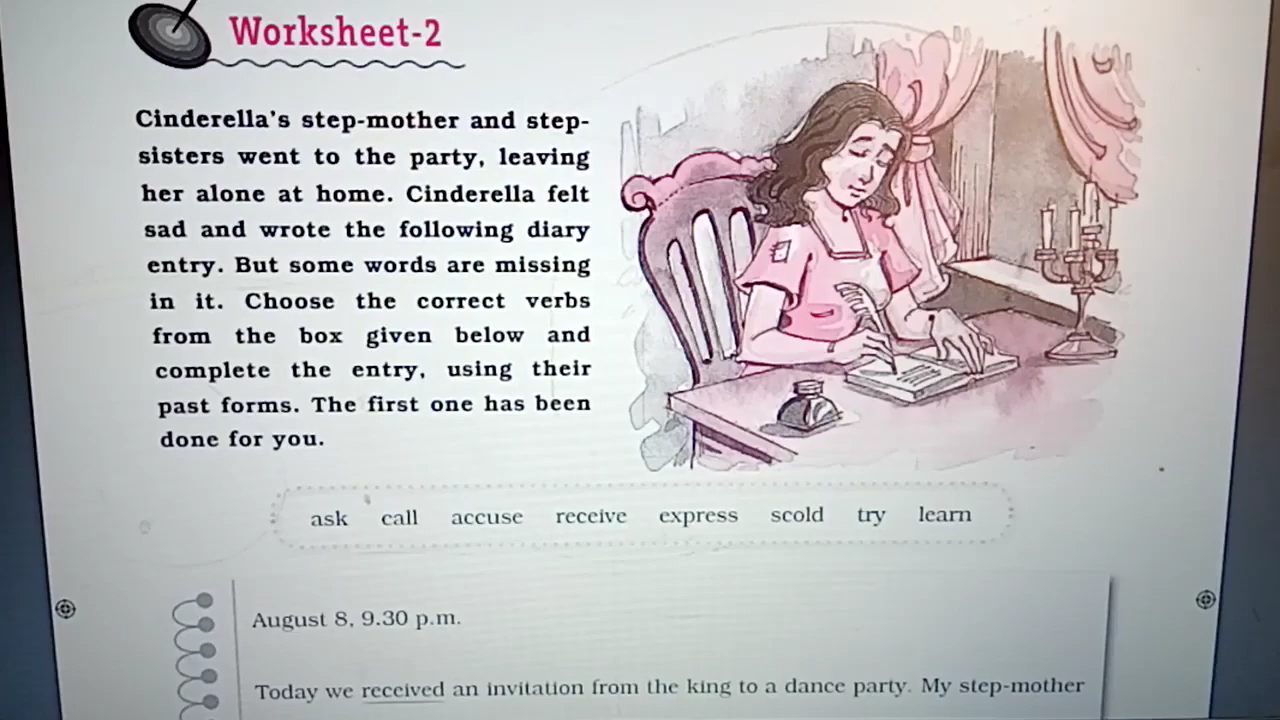 Worksheet-2
Cinderella's step-mother and step-
sisters went to the party, leaving
her alone at home. Cinderella felt
sad and wrote the following diary
entry. But some words are missing
in it. Choose the correct verbs
from the box given below and
complete the entry, using their
past forms. The first one has been
done for you.
ask call accuse receive express scold try learn
August 8, 9.30 p.m.
Today we received an invitation from the king to a dance party. My step-mother